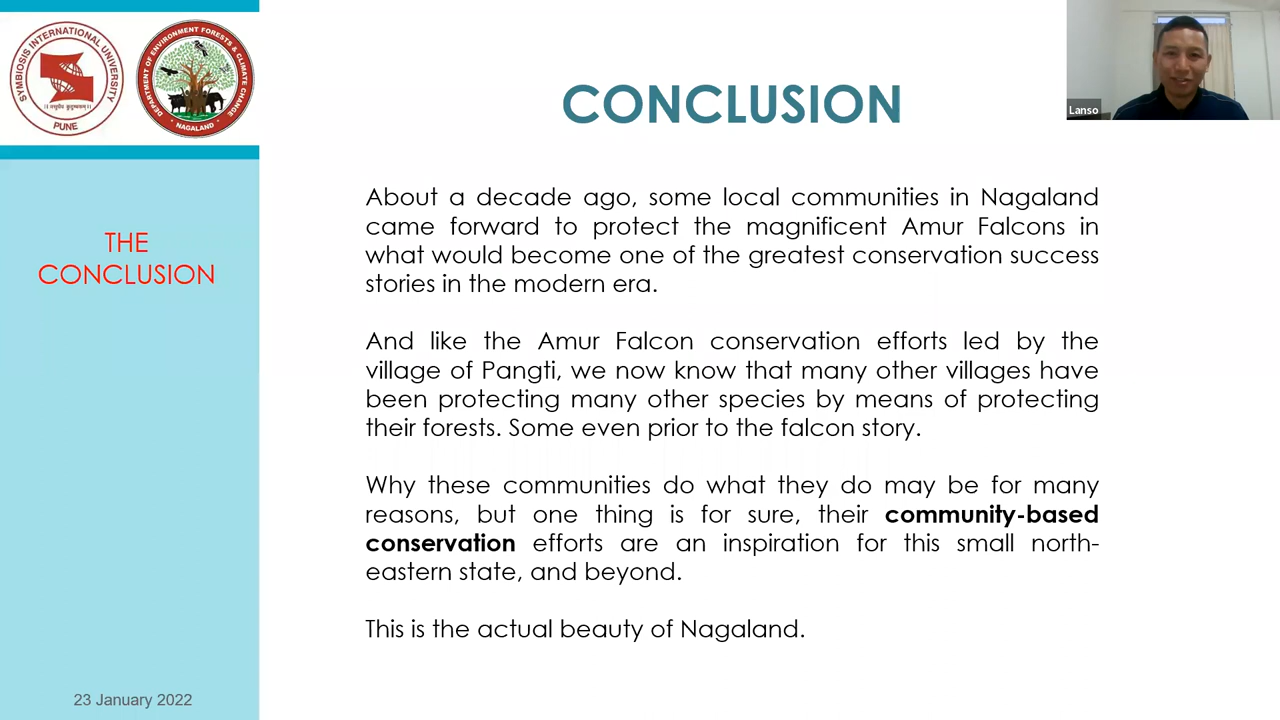 SYMBIOSIS INTERNATIONAL UNIVERSITY
PUNE
DEPARTMENT OF ENVIRONMENT FORESTS & CLIMATE CHANGE
• NAGALAND •
THE
CONCLUSION
23 January 2022
CONCLUSION
About a decade ago, some local communities in Nagaland
came forward to protect the magnificent Amur Falcons in
what would become one of the greatest conservation success
stories in the modern era.
And like the Amur Falcon conservation efforts led by the
village of Pangti, we now know that many other villages have
been protecting many other species by means of protecting
their forests. Some even prior to the falcon story.
Why these communities do what they do may be for many
reasons, but one thing is for sure, their community-based
conservation efforts are an inspiration for this small north-
eastern state, and beyond.
This is the actual beauty of Nagaland.
Lanso